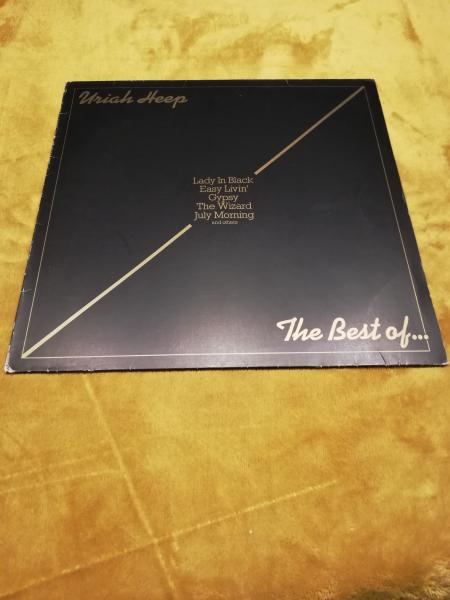 Uriah Heep
Lady In Black
Easy Livin'
Gypsy
The Wizard
July Morning
and others
The Best of...